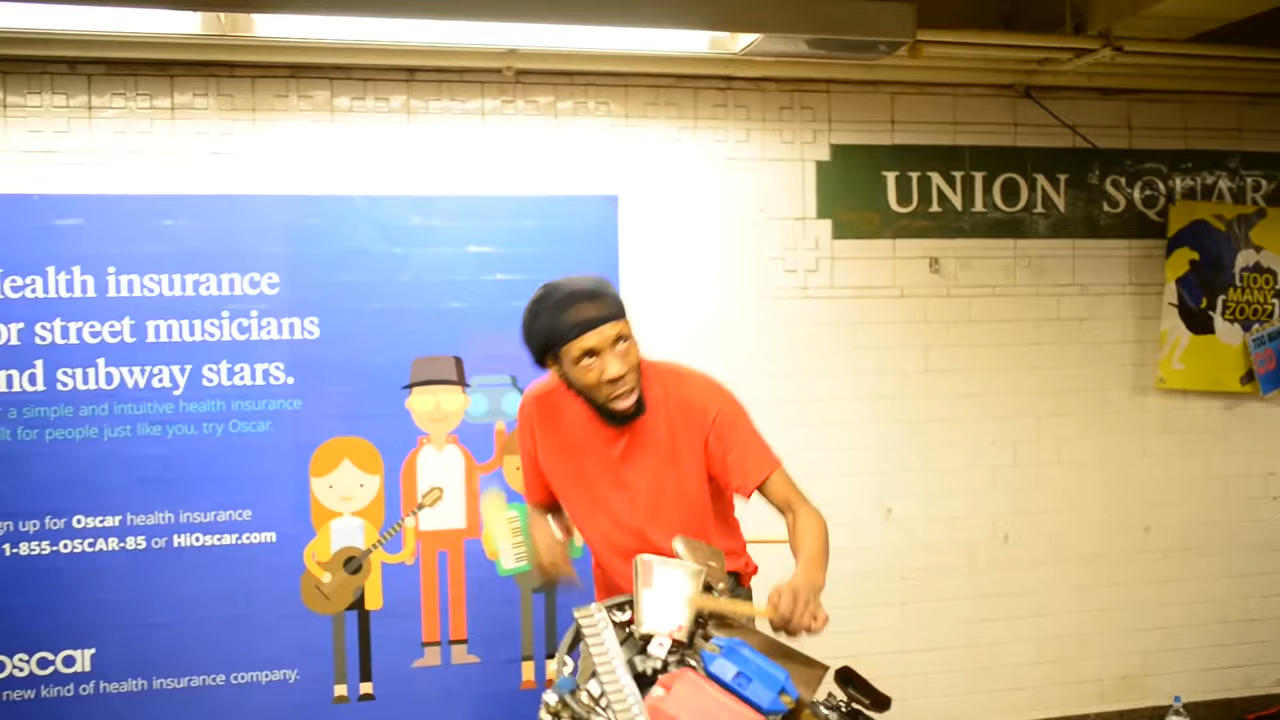 ealth insurance
or street musicians
nd subway stars.
r a simple and intuitive health insurance
ilt for people just like you, try Oscar.
gn up for Oscar health insurance
1-855-OSCAR-85 or HiOscar.com
oscar
new kind of health insurance company.
UNION SQUAR
TOO
MANY
ZOOZ
TOO
CD